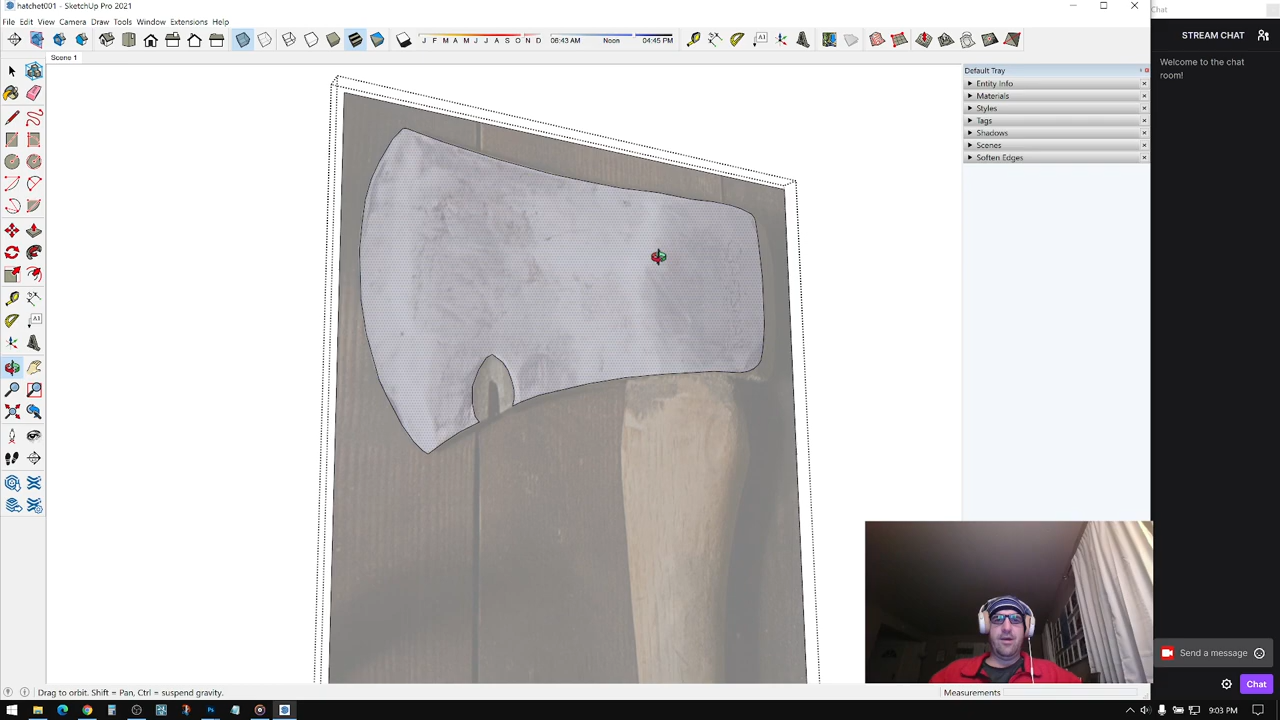 hatchet001 - SketchUp Pro 2021
Chat
File Edit View Camera Draw Tools Window Extensions Help
STREAM CHAT
J F M A M J J A S O N D
06:43 AM Noon 04:45 PM
Scene 1
Welcome to the chat
room!
Default Tray
Entity Info
Materials
Styles
Tags
Shadows
Scenes
Soften Edges
Send a message
Chat
Drag to orbit. Shift = Pan, Ctrl = suspend gravity.
Measurements
9:03 PM